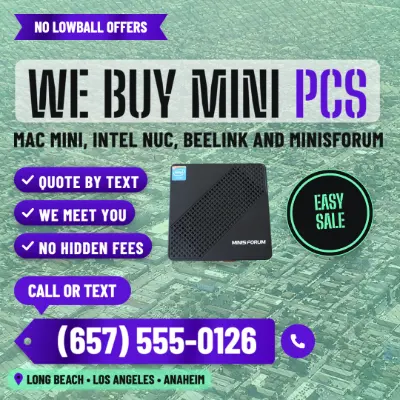 NO LOWBALL OFFERS
WE BUY MINI PCS
MAC MINI, INTEL NUC, BEELINK AND MINISFORUM
QUOTE BY TEXT
WE MEET YOU
NO HIDDEN FEES
MINISFORUM
EASY
SALE
CALL OR TEXT
(657) 555-0126
LONG BEACH • LOS ANGELES • ANAHEIM